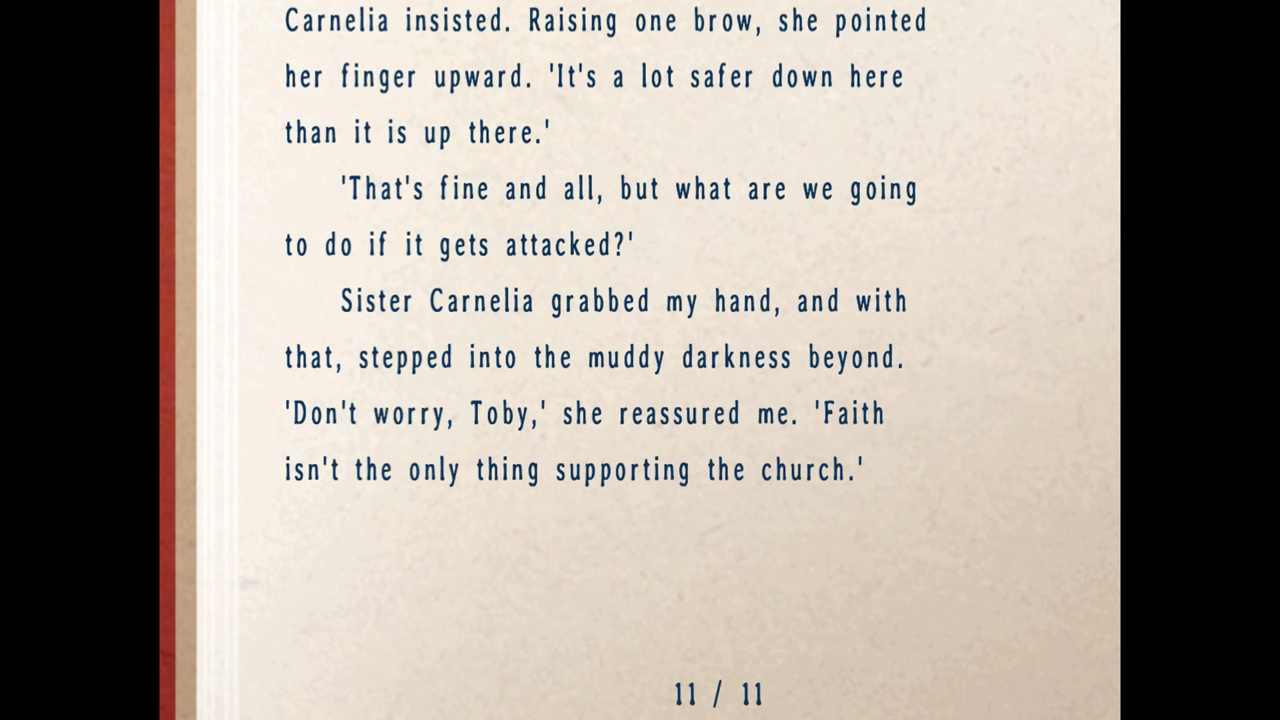 Carnelia insisted. Raising one brow, she pointed
her finger upward. 'It's a lot safer down here
than it is up there.'
'That's fine and all, but what are we going
to do if it gets attacked?'
Sister Carnelia grabbed my hand, and with
that, stepped into the muddy darkness beyond.
'Don't worry, Toby,' she reassured me. 'Faith
isn't the only thing supporting the church.'
11 / 11